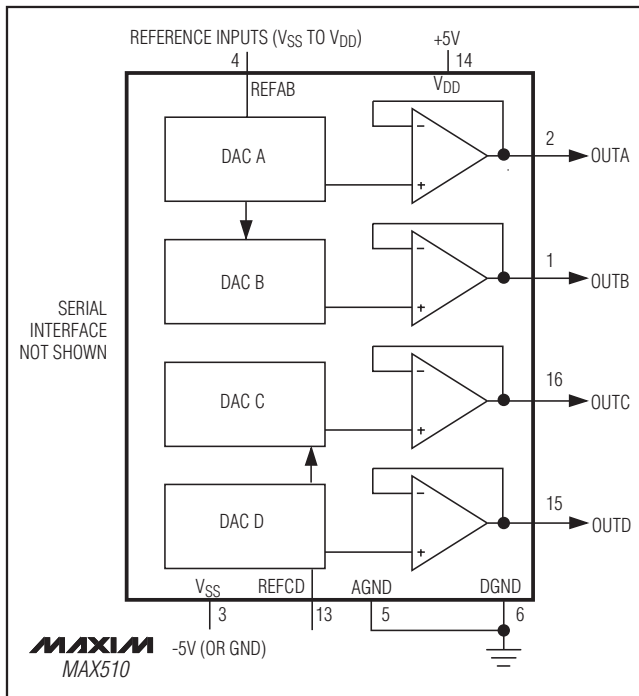 REFERENCE INPUTS (VSS TO VDD)
+5V
4
14
REFAB
VDD
DAC A
-
+
2
OUTA
DAC B
-
+
1
OUTB
SERIAL
INTERFACE
NOT SHOWN
DAC C
-
+
16
OUTC
DAC D
-
+
15
OUTD
VSS
REFCD
AGND
DGND
3
13
5
6
-5V (OR GND)
MAXIM
MAX510